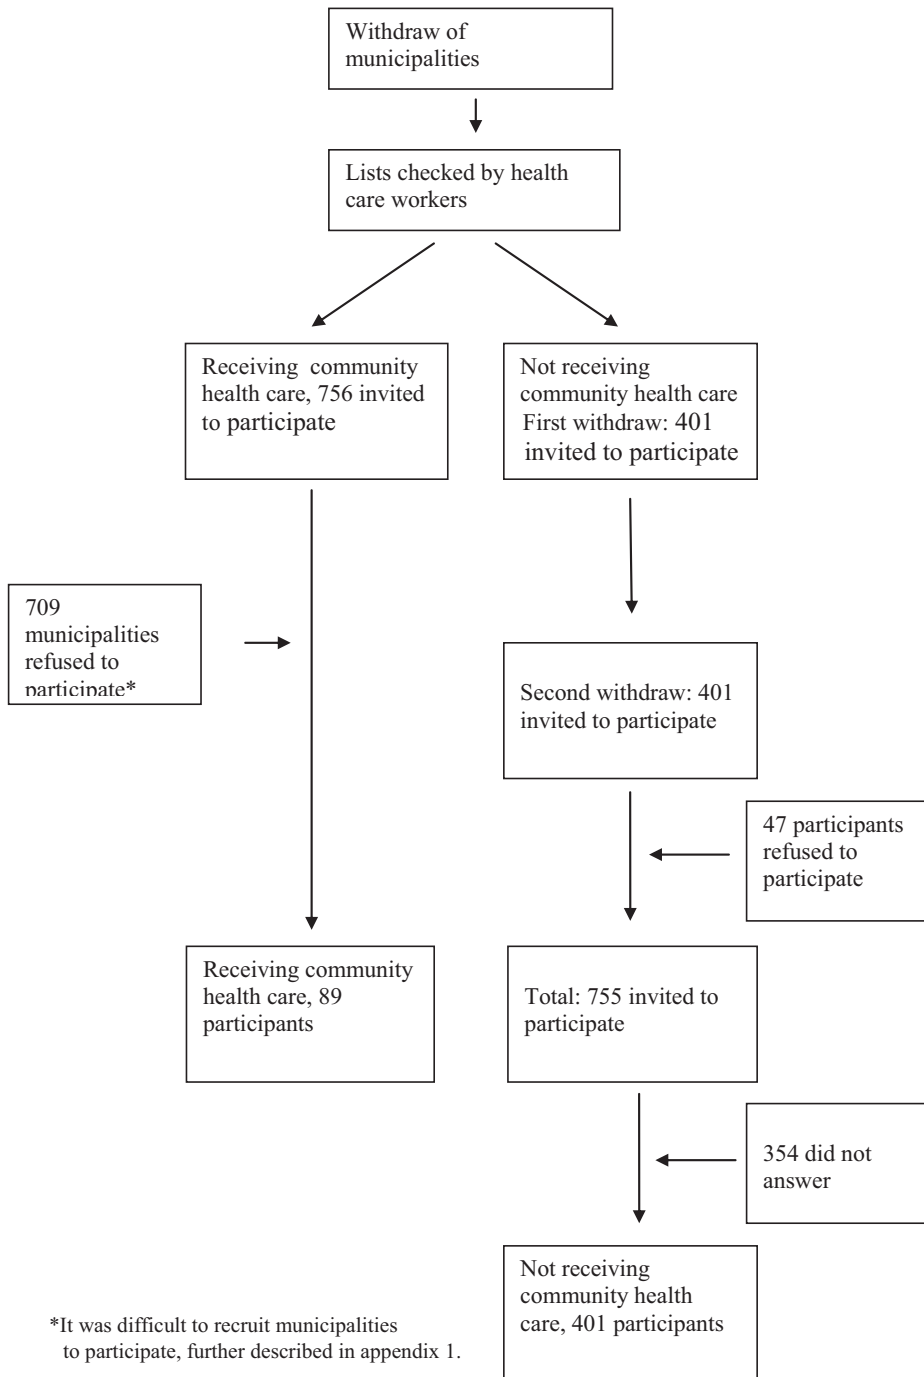 Withdraw of
municipalities
Lists checked by health
care workers
Receiving community
health care, 756 invited
to participate
Not receiving
community health care
First withdraw: 401
invited to participate
709
municipalities
refused to
participate*
Second withdraw: 401
invited to participate
47 participants
refused to
participate
Receiving community
health care, 89
participants
Total: 755 invited to
participate
354 did not
answer
Not receiving
community health
care, 401 participants
*It was difficult to recruit municipalities
to participate, further described in appendix 1.